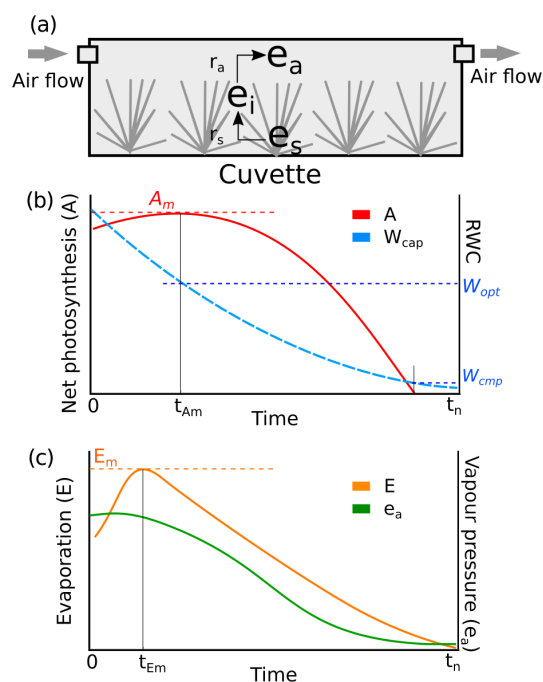 (a)
Air flow
r_a
e_a
e_i
r_s
e_s
Air flow
Cuvette
(b)
A_m
A
W_cap
Net photosynthesis (A)
RWC
W_opt
W_cmp
0
t_Am
Time
t_n
(c)
E_m
E
e_a
Evaporation (E)
Vapour pressure (e_a)
0
t_Em
Time
t_n